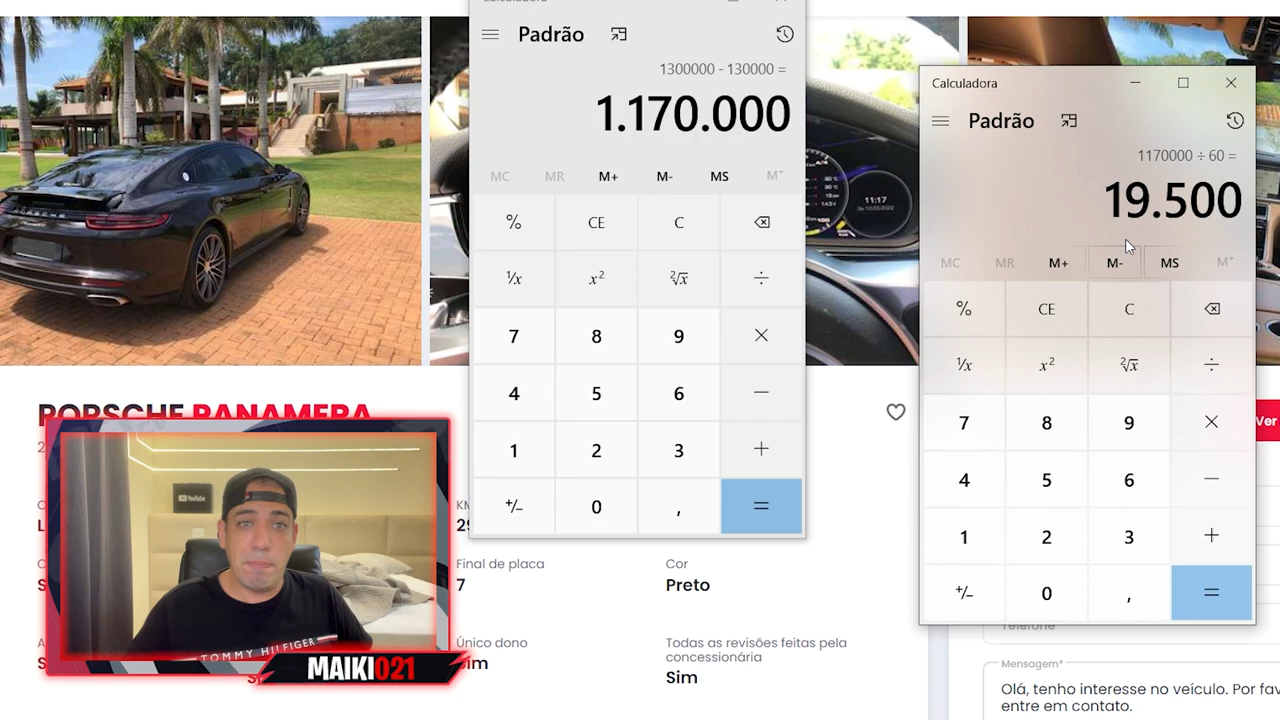 Padrão
1300000 - 130000 =
1.170.000
MC MR M+ M- MS M˅
% CE C
¹/x x² ²√x ÷
7 8 9 ×
4 5 6 −
1 2 3 +
+/− 0 , =
Calculadora
Padrão
1170000 ÷ 60 =
19.500
MC MR M+ M- MS M˅
% CE C
¹/x x² ²√x ÷
7 8 9 ×
4 5 6 −
1 2 3 +
+/− 0 , =
PORSCHE PANAMERA
Ver
Final de placa
7
Cor
Preto
Único dono
Sim
Todas as revisões feitas pela
concessionária
Sim
Telefone
Mensagem*
Olá, tenho interesse no veículo. Por fav
entre em contato.
YouTube
TOMMY HILFIGER
MAIKI021